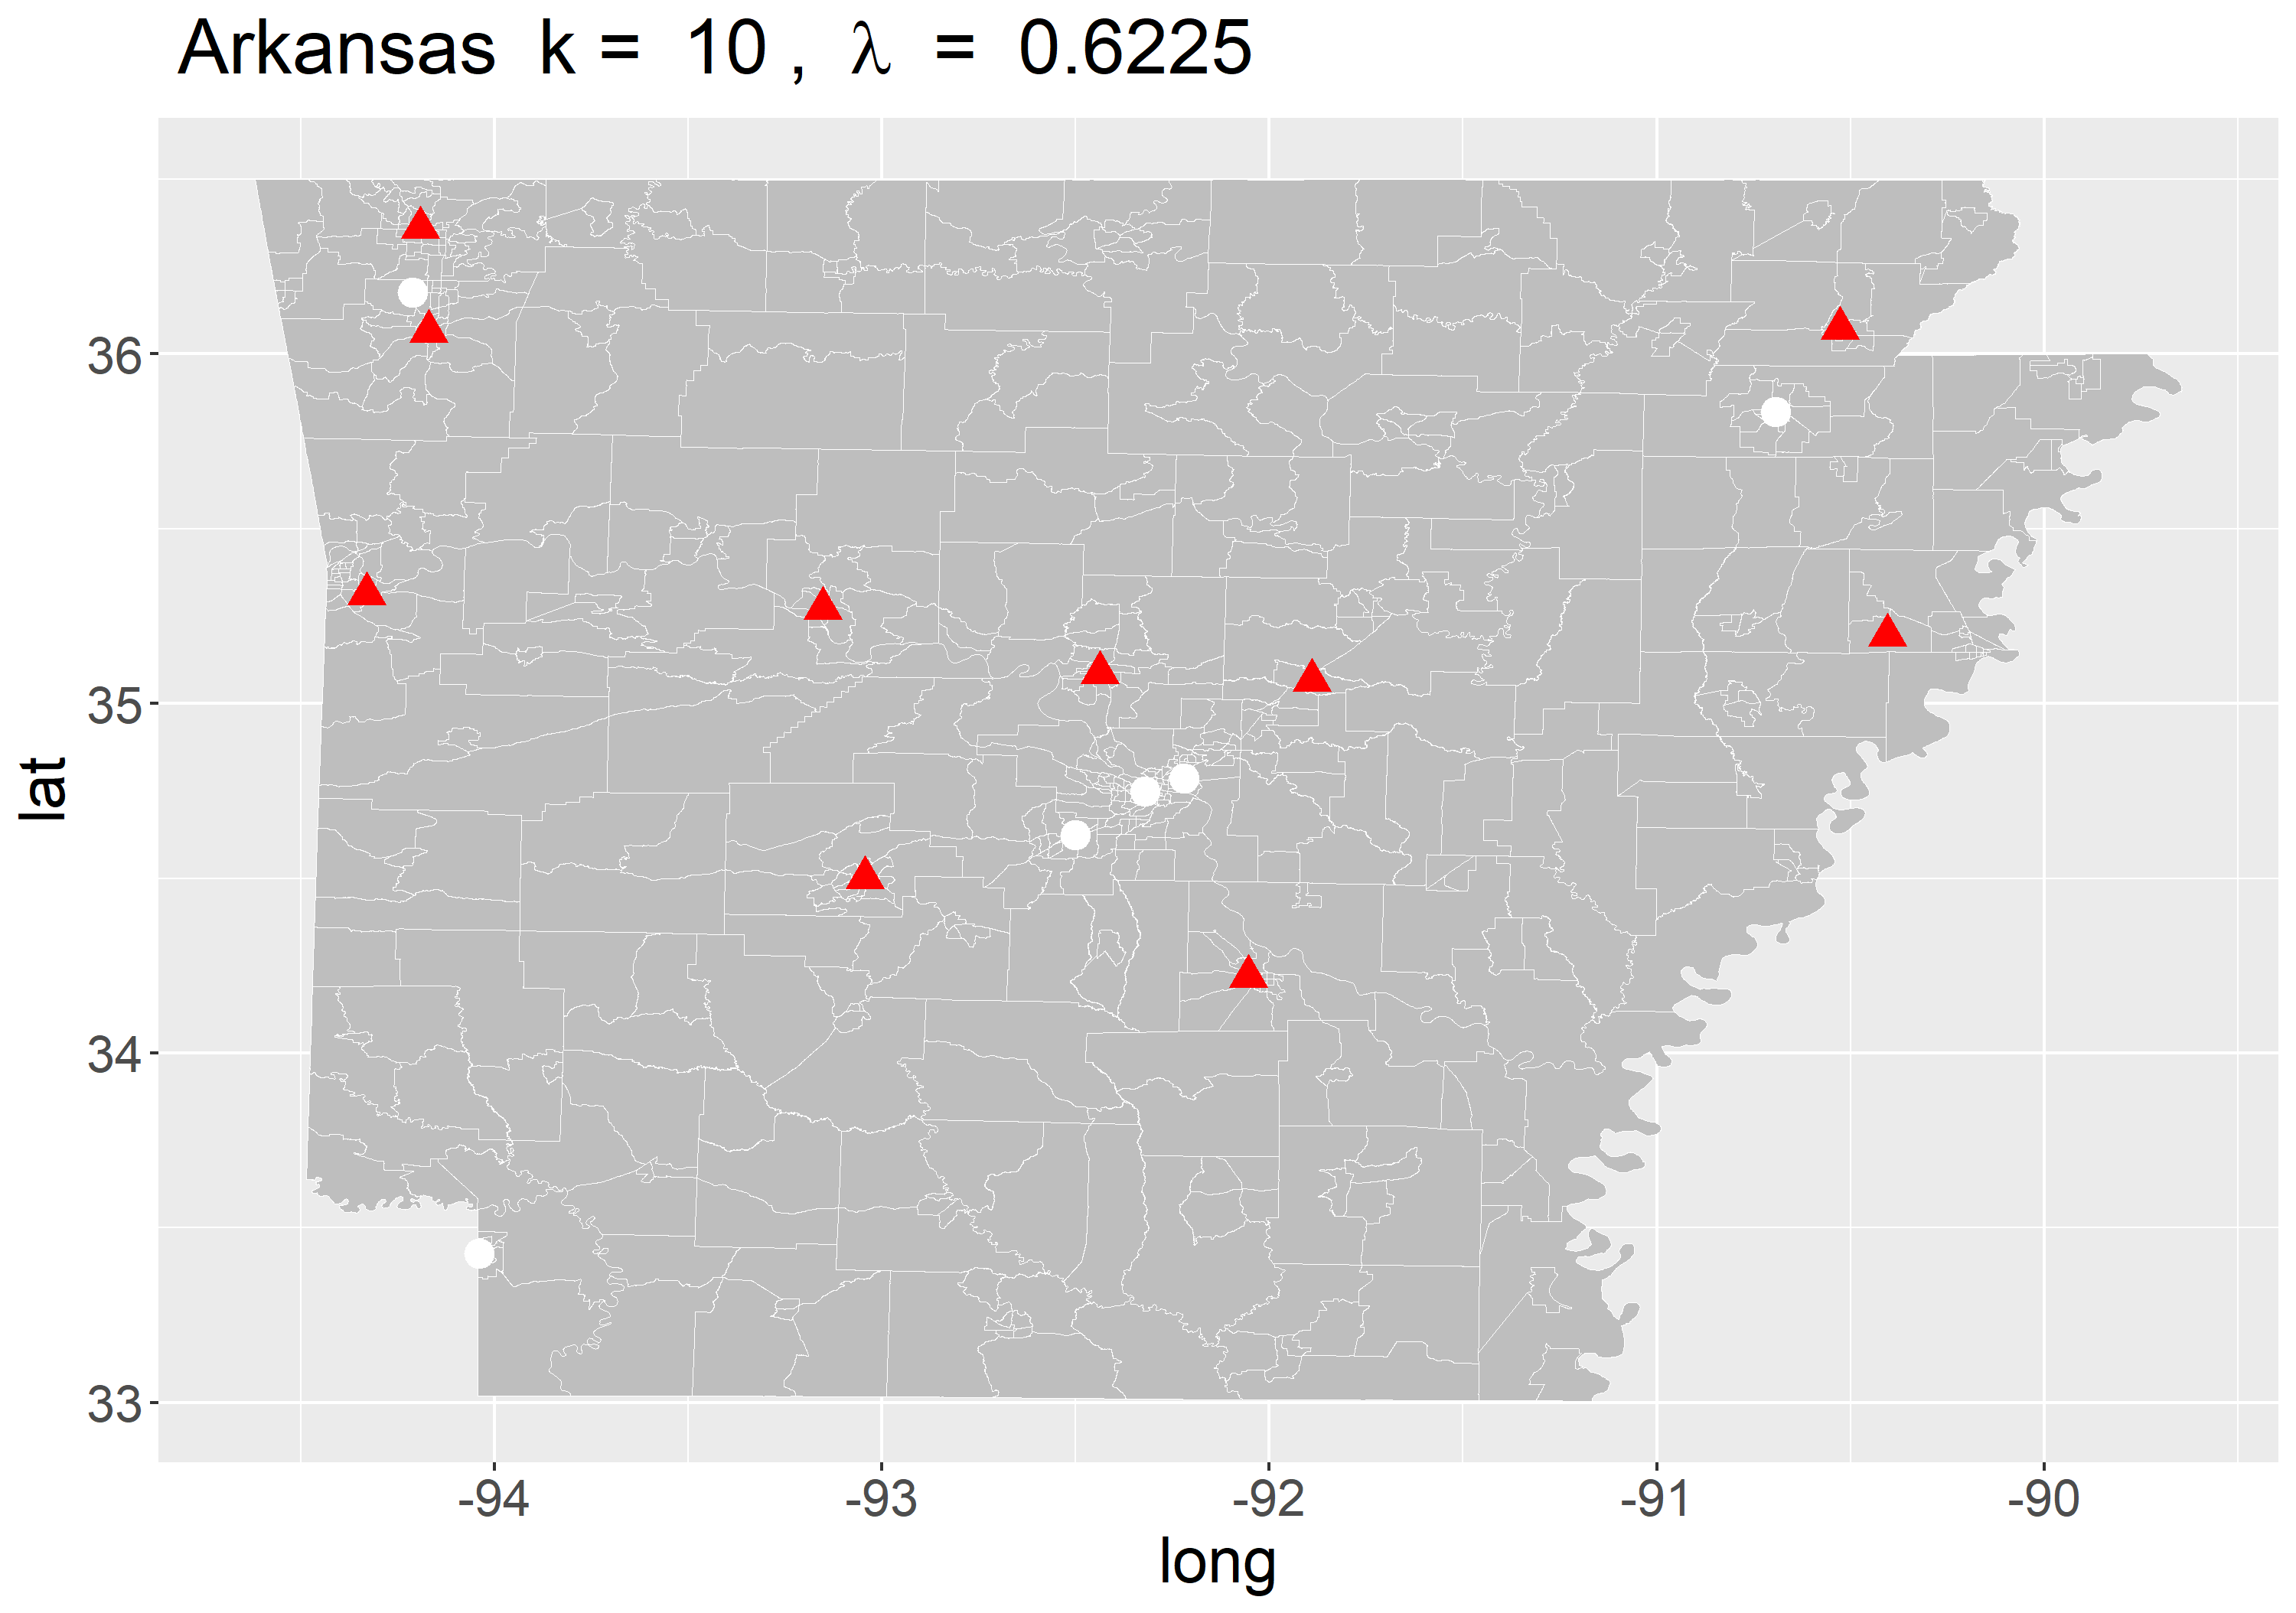 Arkansas k = 10 , λ = 0.6225
36
35
34
33
lat
-94 -93 -92 -91 -90
long